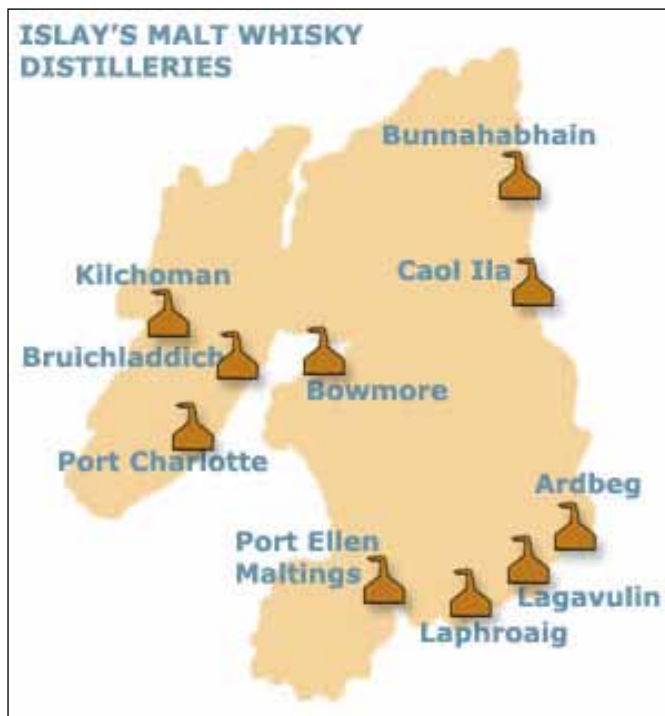 ISLAY'S MALT WHISKY
DISTILLERIES
Bunnahabhain
Caol Ila
Kilchoman
Bruichladdich
Bowmore
Port Charlotte
Ardbeg
Port Ellen
Maltings
Lagavulin
Laphroaig